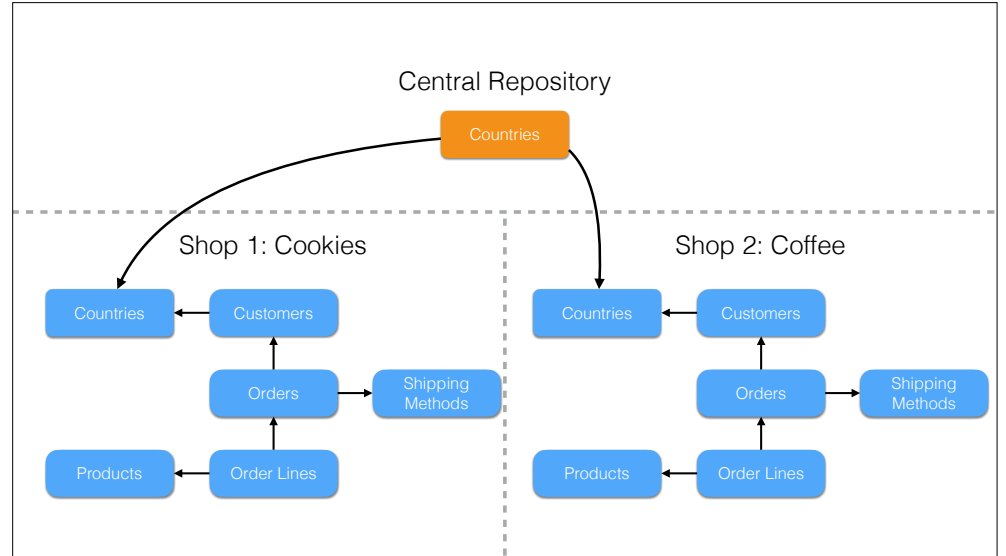 Central Repository
Countries
Shop 1: Cookies
Countries
Customers
Orders
Shipping
Methods
Products
Order Lines
Shop 2: Coffee
Countries
Customers
Orders
Shipping
Methods
Products
Order Lines